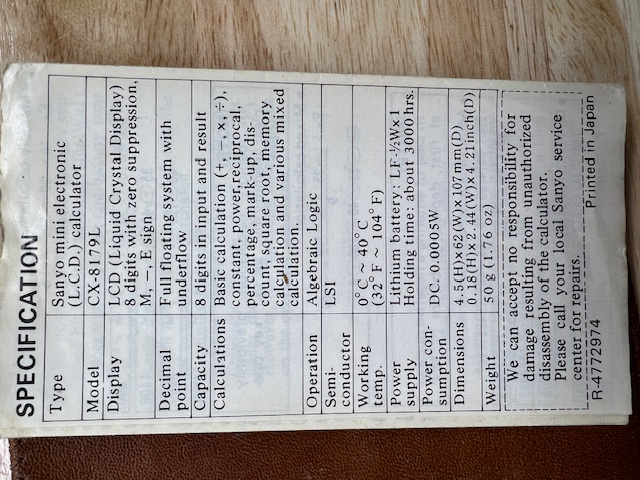 SPECIFICATION
Type Sanyo mini electronic
(L.C.D.) calculator
Model CX-8179L
Display LCD (Liquid Crystal Display)
8 digits with zero suppression,
M, −, E sign
Decimal Full floating system with
point underflow
Capacity 8 digits in input and result
Calculations Basic calculation (+, −, ×, ÷),
constant, power, reciprocal,
percentage, mark-up, dis-
count, square root, memory
calculation and various mixed
calculation.
Operation Algebraic Logic
Semi- LSI
conductor
Working 0°C ~ 40°C
temp. (32°F ~ 104°F)
Power Lithium battery: LF-½W×1
supply Holding time: about 3000 hrs.
Power con- DC. 0.0005W
sumption
Dimensions 4.5(H)×62(W)×107mm(D)
0.18(H)×2.44(W)×4.21inch(D)
Weight 50g (1.76 oz)
We can accept no responsibility for
damage resulting from unauthorized
disassembly of the calculator.
Please call your local Sanyo service
center for repairs.
R-4772974 Printed in Japan